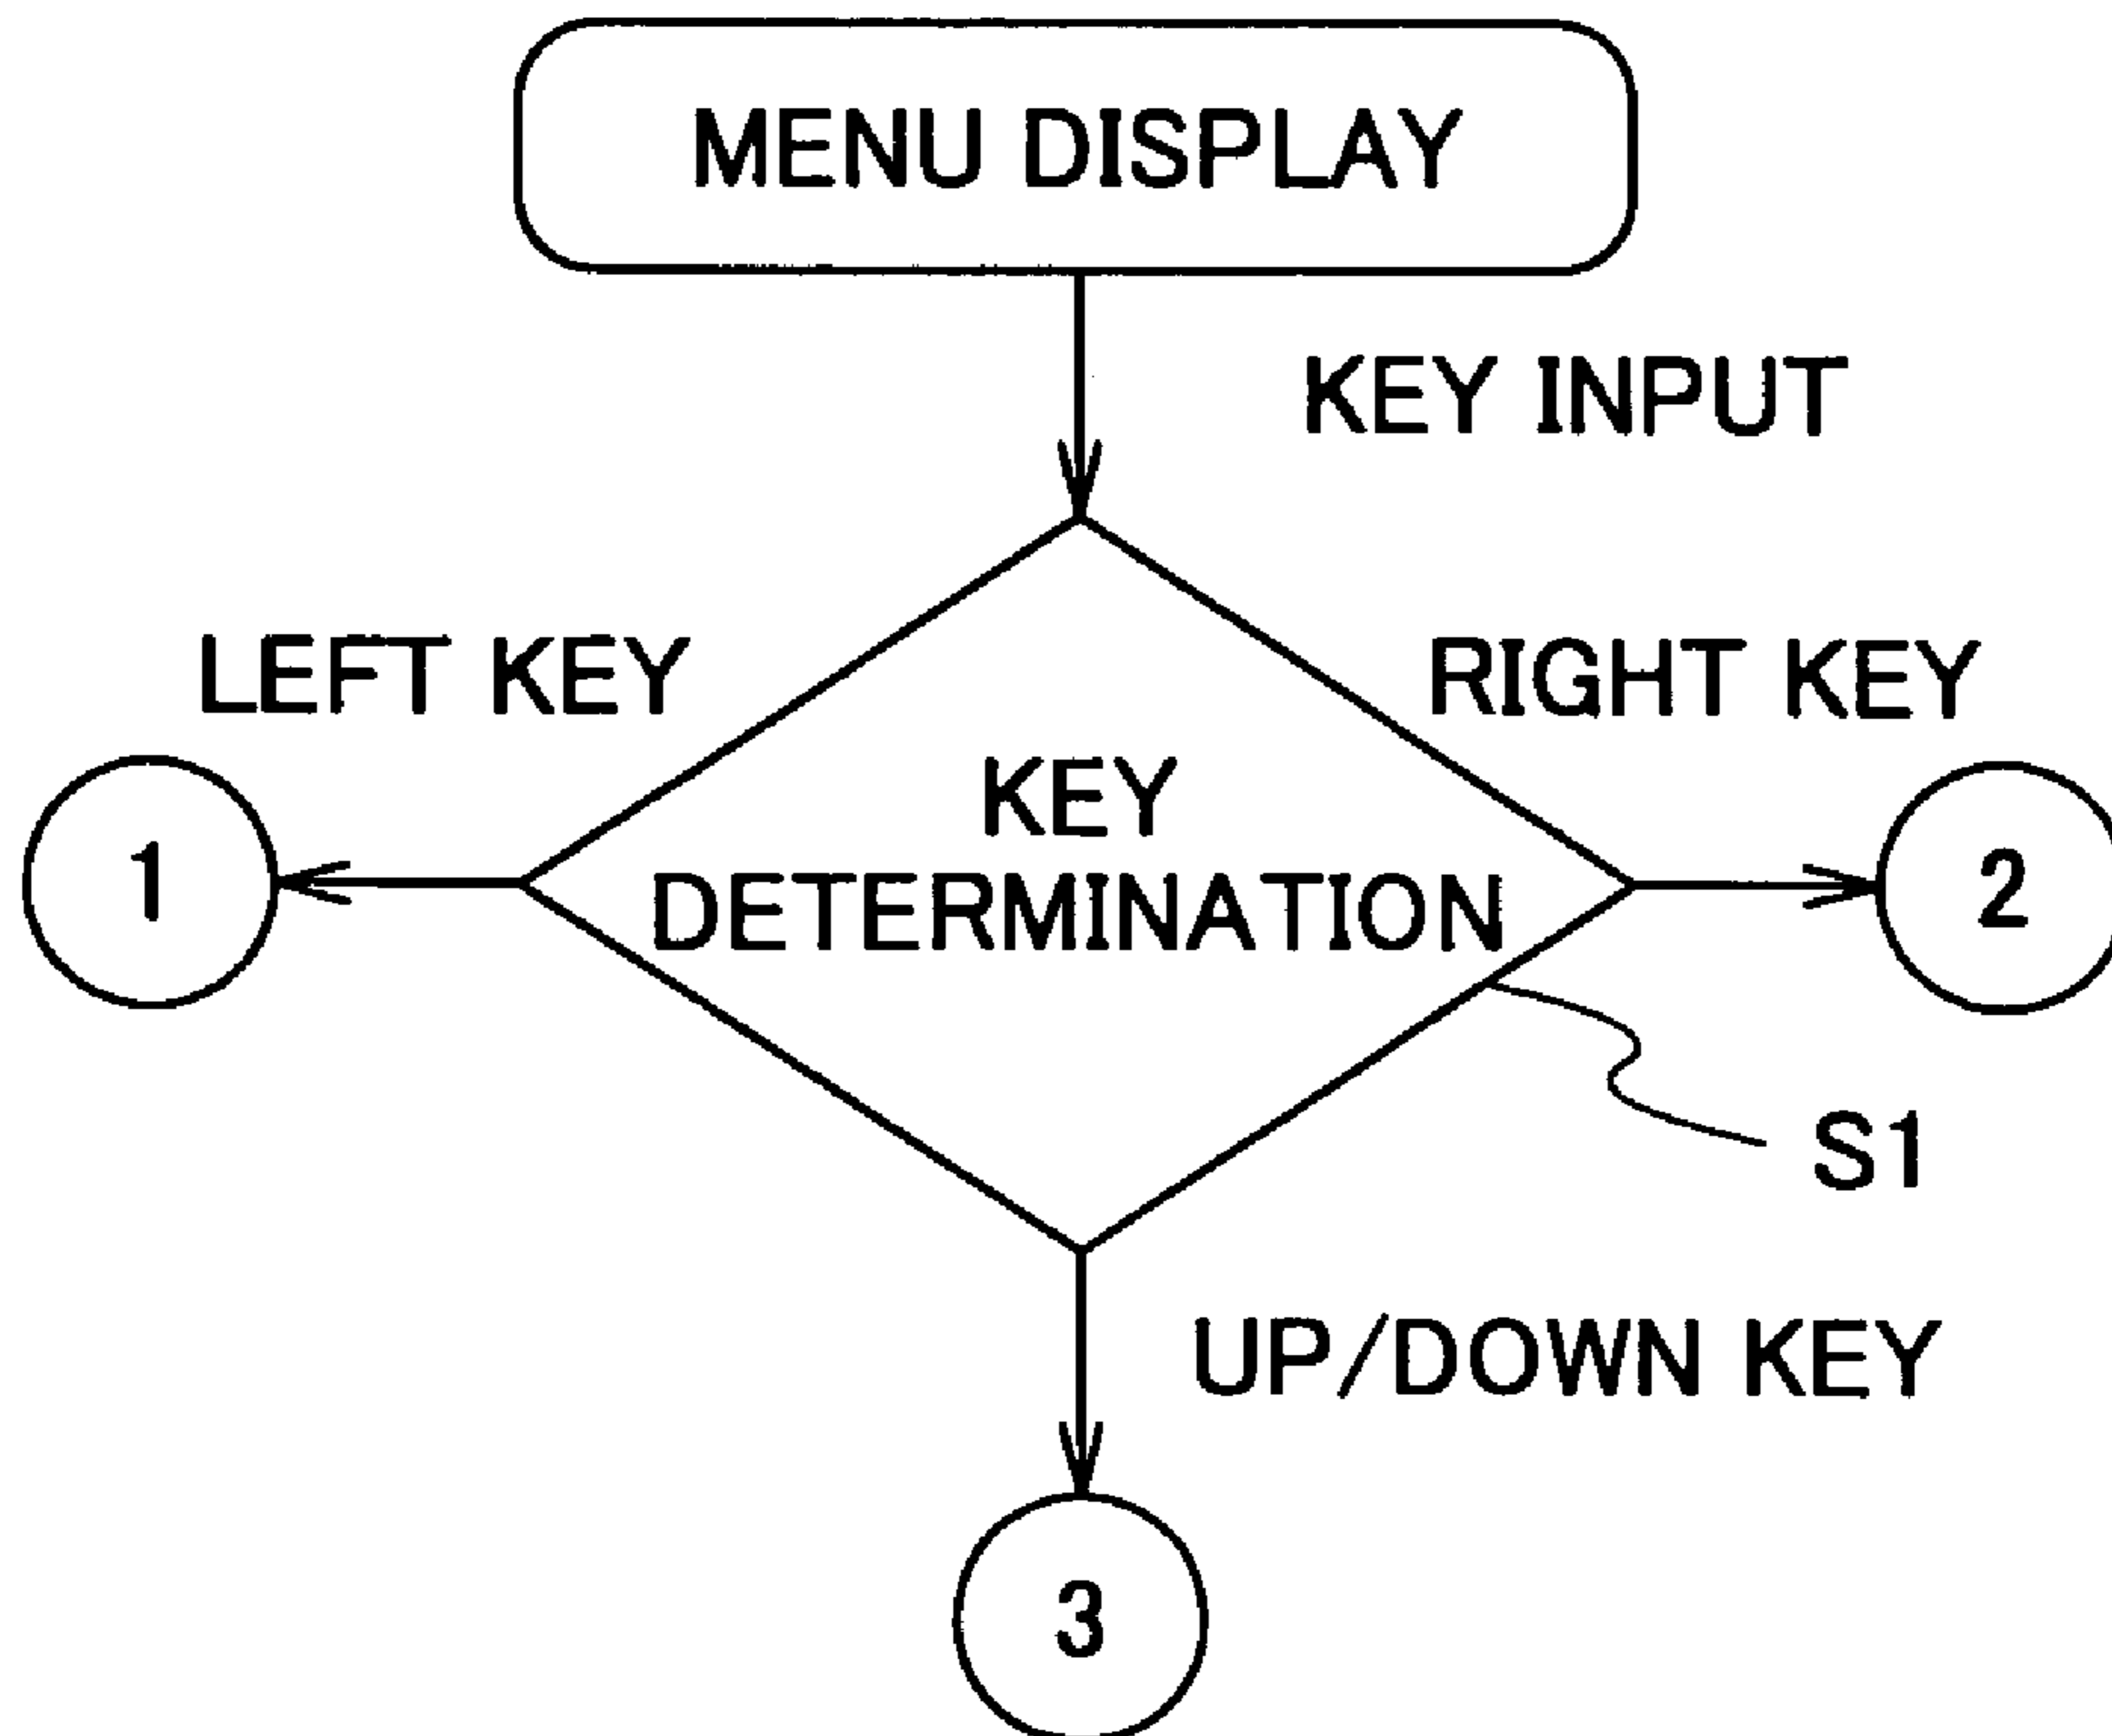 MENU DISPLAY
KEY INPUT
LEFT KEY
RIGHT KEY
KEY
DETERMINATION
1
2
S1
UP/DOWN KEY
3